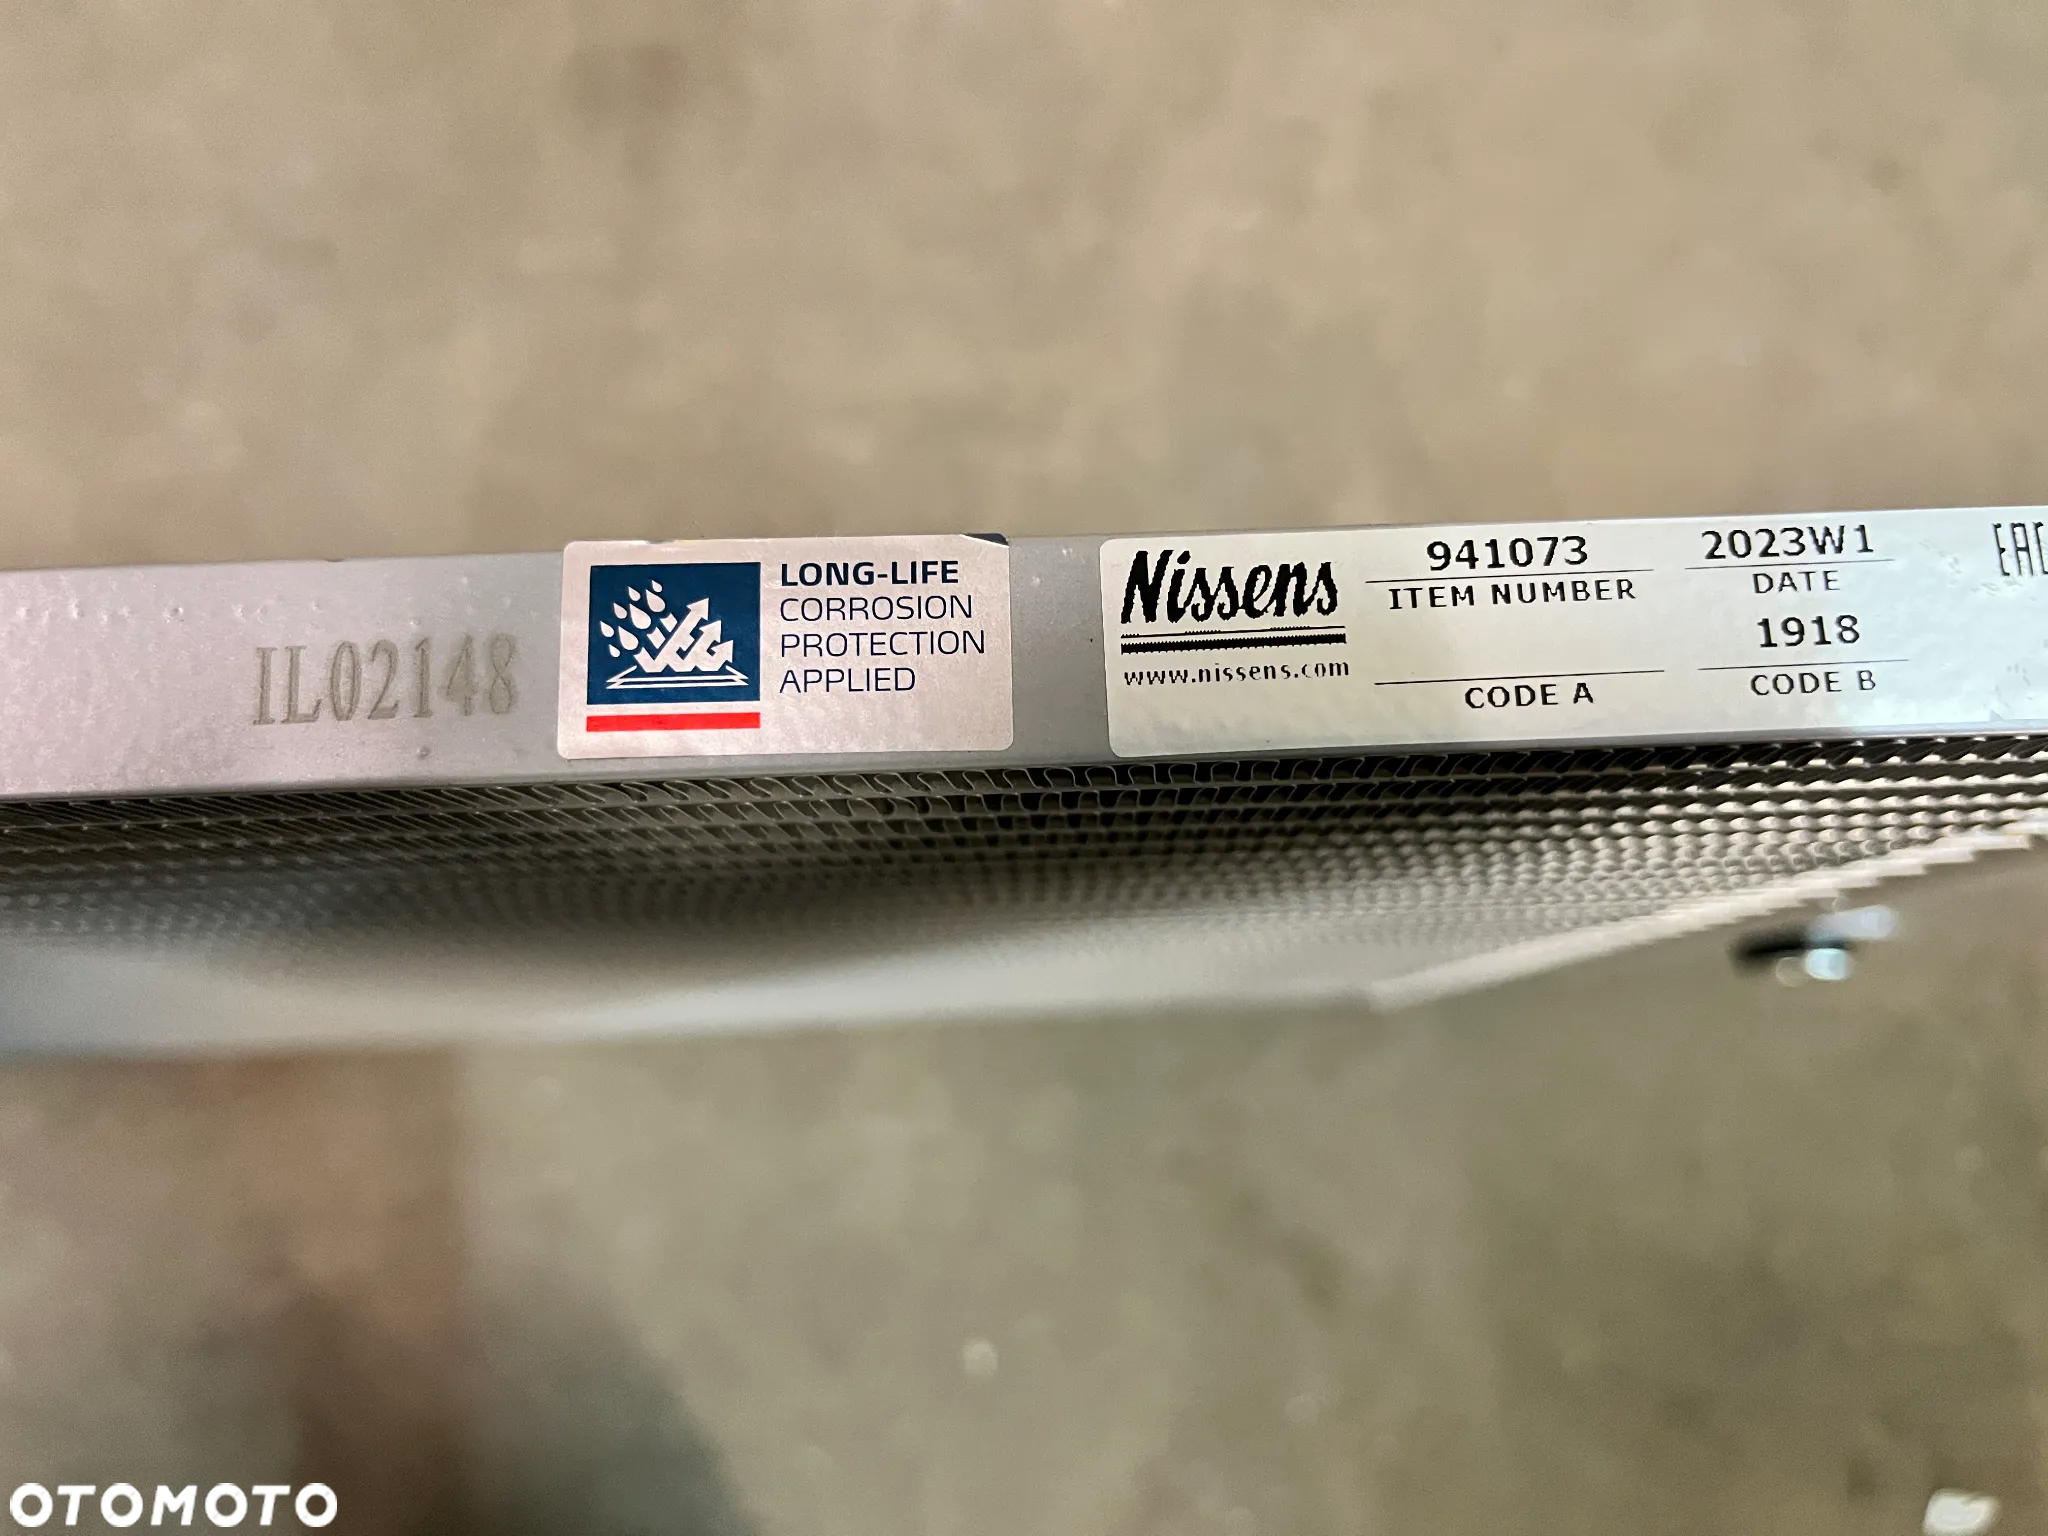 IL02148
LONG-LIFE
CORROSION
PROTECTION
APPLIED
Nissens
www.nissens.com
941073
ITEM NUMBER
CODE A
2023W1
DATE
1918
CODE B
EAC
OTOMOTO